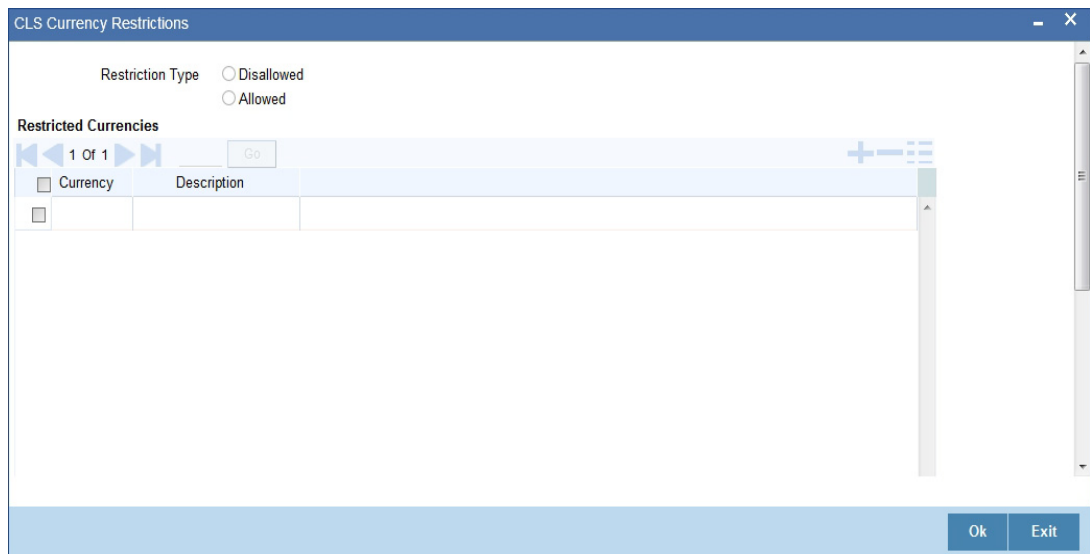 CLS Currency Restrictions
Restriction Type
Disallowed
Allowed
Restricted Currencies
1 Of 1 Go
Currency Description
Ok Exit